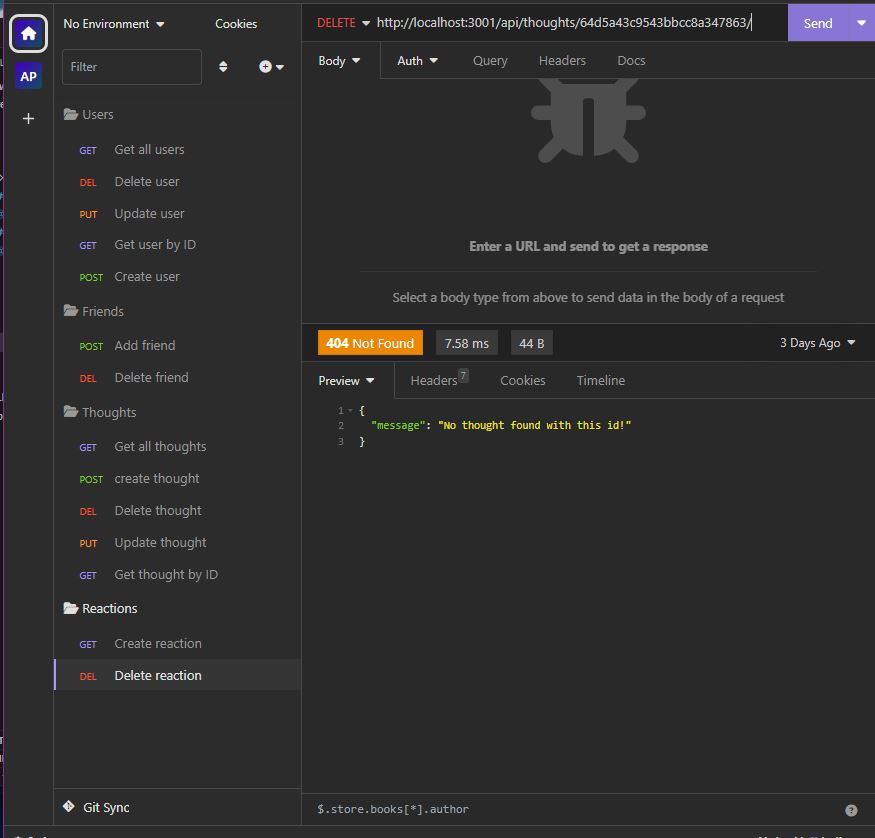 No Environment
Cookies
DELETE http://localhost:3001/api/thoughts/64d5a43c9543bbcc8a347863/
Send
AP
Filter
Body
Auth
Query
Headers
Docs
Users
GET Get all users
DEL Delete user
PUT Update user
GET Get user by ID
POST Create user
Friends
POST Add friend
DEL Delete friend
Thoughts
GET Get all thoughts
POST create thought
DEL Delete thought
PUT Update thought
GET Get thought by ID
Reactions
GET Create reaction
DEL Delete reaction
Git Sync
Enter a URL and send to get a response
Select a body type from above to send data in the body of a request
404 Not Found
7.58 ms
44 B
3 Days Ago
Preview
Headers 7
Cookies
Timeline
1 {
2 "message": "No thought found with this id!"
3 }
$.store.books[*].author